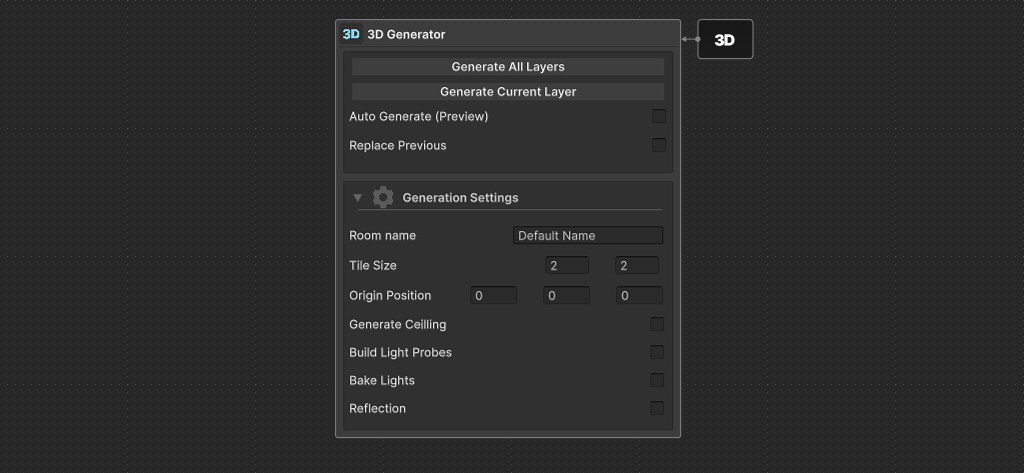 3D 3D Generator
3D
Generate All Layers
Generate Current Layer
Auto Generate (Preview)
Replace Previous
Generation Settings
Room name Default Name
Tile Size 2 2
Origin Position 0 0 0
Generate Ceilling
Build Light Probes
Bake Lights
Reflection